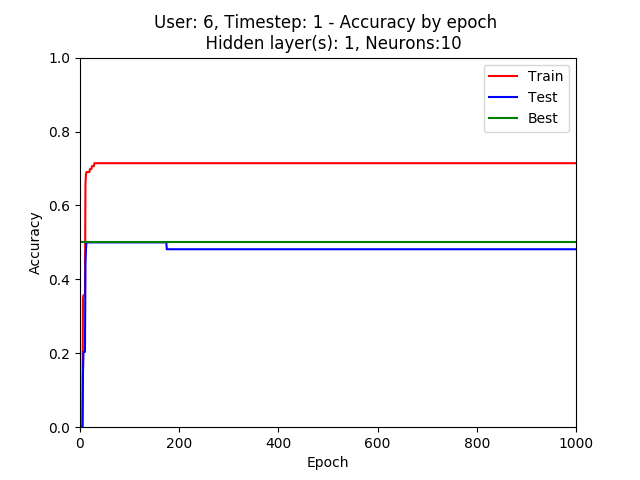 User: 6, Timestep: 1 - Accuracy by epoch
Hidden layer(s): 1, Neurons:10
Train
Test
Best
1.0
0.8
0.6
0.4
0.2
0.0
Accuracy
0 200 400 600 800 1000
Epoch